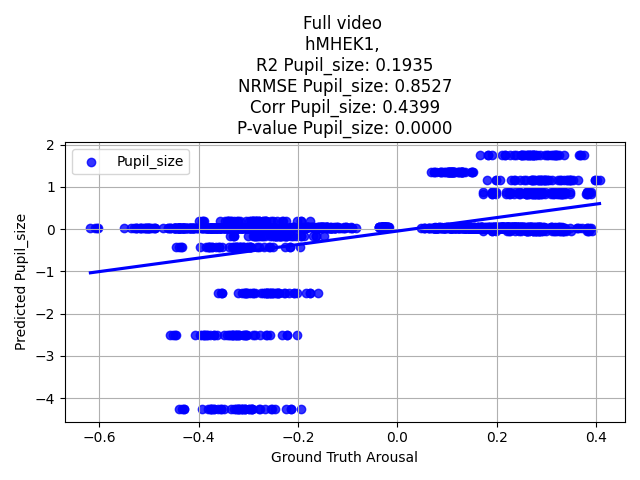 Full video
hMHEK1,
R2 Pupil_size: 0.1935
NRMSE Pupil_size: 0.8527
Corr Pupil_size: 0.4399
P-value Pupil_size: 0.0000
Pupil_size
Predicted Pupil_size
2
1
0
−1
−2
−3
−4
−0.6
−0.4
−0.2
0.0
0.2
0.4
Ground Truth Arousal